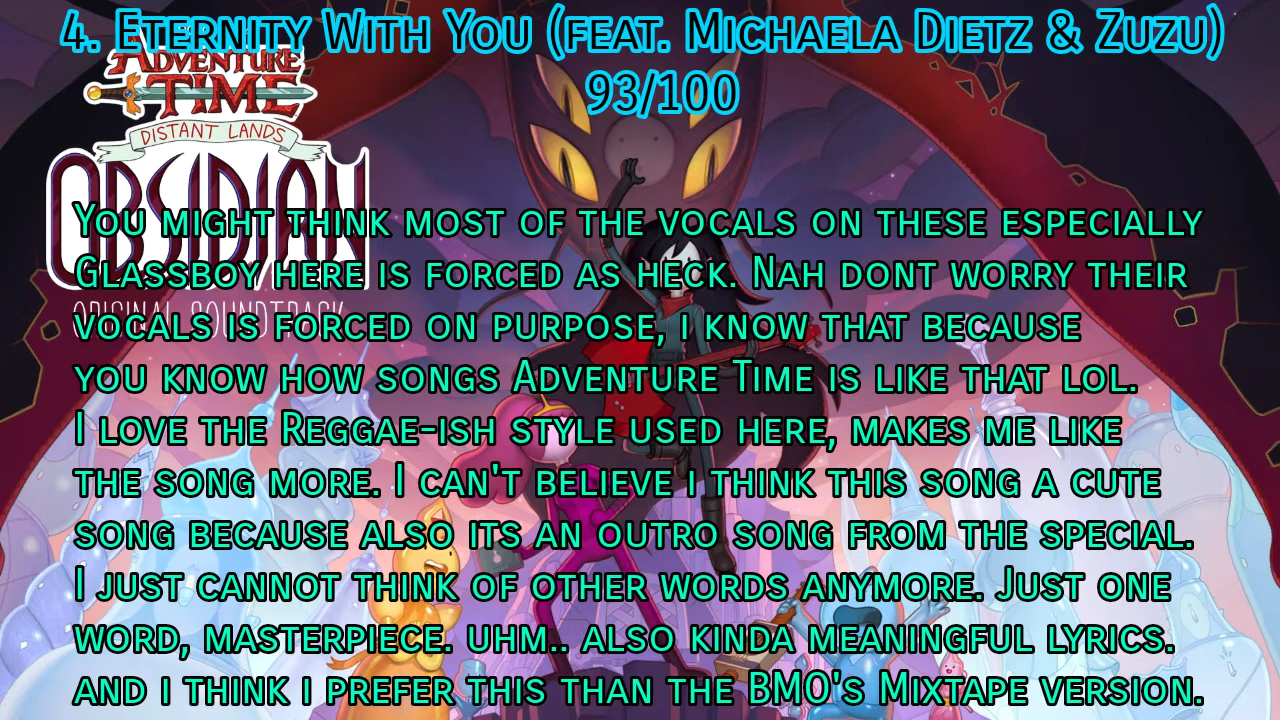 4. Eternity With You (feat. Michaela Dietz & Zuzu)
93/100
ADVENTURE
TIME
DISTANT LANDS
OBSIDIAN
ORIGINAL SOUNDTRACK
You might think most of the vocals on these especially
Glassboy here is forced as heck. Nah dont worry their
vocals is forced on purpose, i know that because
you know how songs Adventure Time is like that lol.
I love the Reggae-ish style used here, makes me like
the song more. I can't believe i think this song a cute
song because also its an outro song from the special.
I just cannot think of other words anymore. Just one
word, masterpiece. uhm.. also kinda meaningful lyrics.
and i think i prefer this than the BMO's Mixtape version.